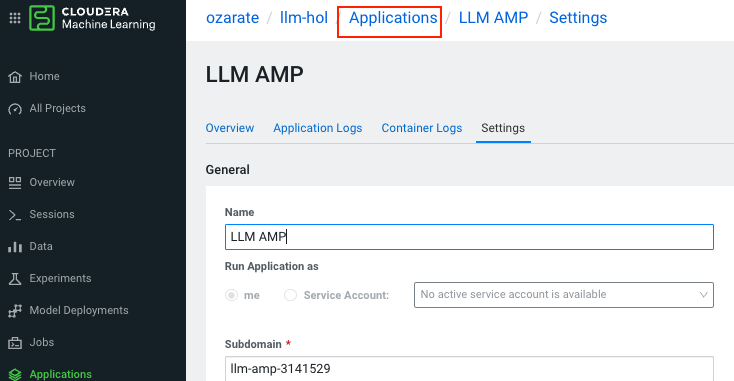 CLOUDERA
Machine Learning
Home
All Projects
PROJECT
Overview
Sessions
Data
Experiments
Model Deployments
Jobs
Applications
ozarate / llm-hol / Applications / LLM AMP / Settings
LLM AMP
Overview Application Logs Container Logs Settings
General
Name
LLM AMP
Run Application as
me Service Account: No active service account is available
Subdomain *
llm-amp-3141529